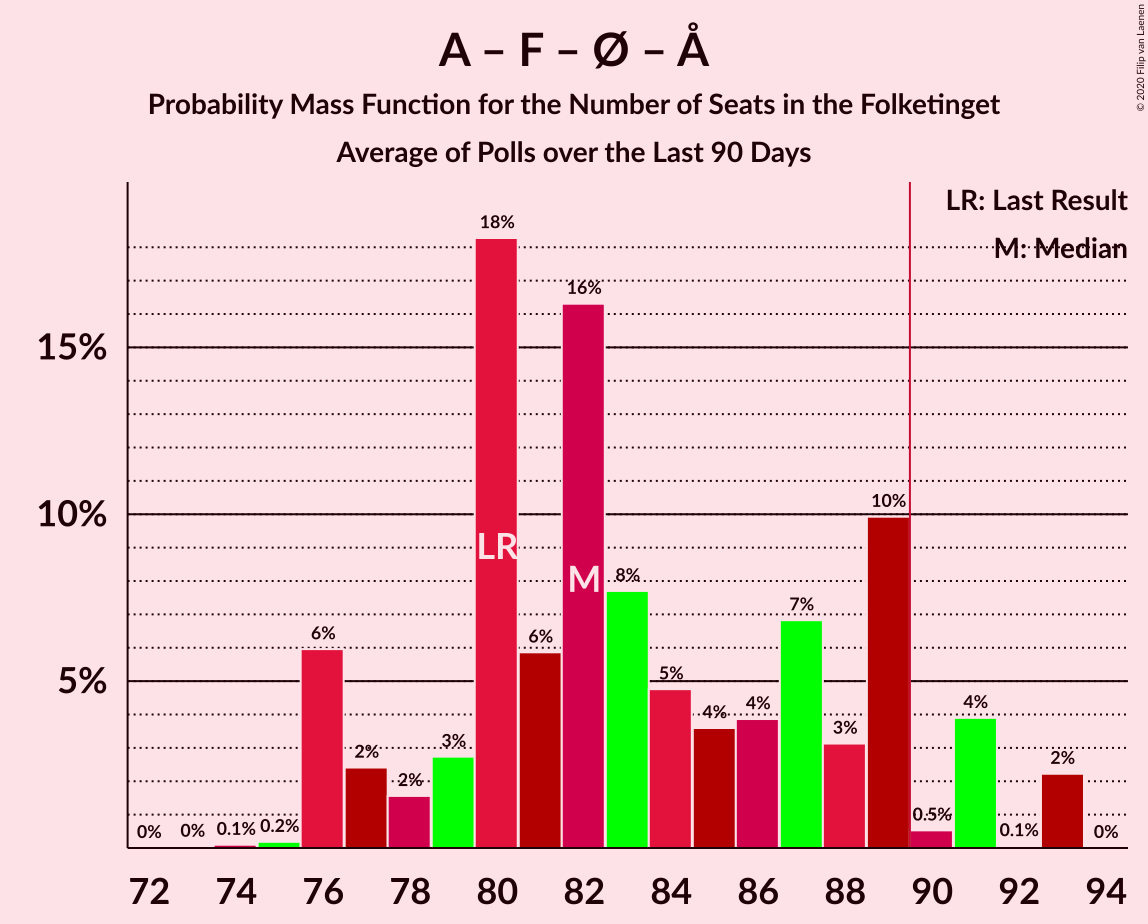 A – F – Ø – Å
Probability Mass Function for the Number of Seats in the Folketinget
Average of Polls over the Last 90 Days
© 2020 Filip van Laenen
LR: Last Result
M: Median
15%
10%
5%
0%
0%
0.1%
0.2%
6%
2%
2%
3%
18%
6%
16%
8%
5%
4%
4%
7%
3%
10%
0.5%
4%
0.1%
2%
0%
LR
M
72 74 76 78 80 82 84 86 88 90 92 94